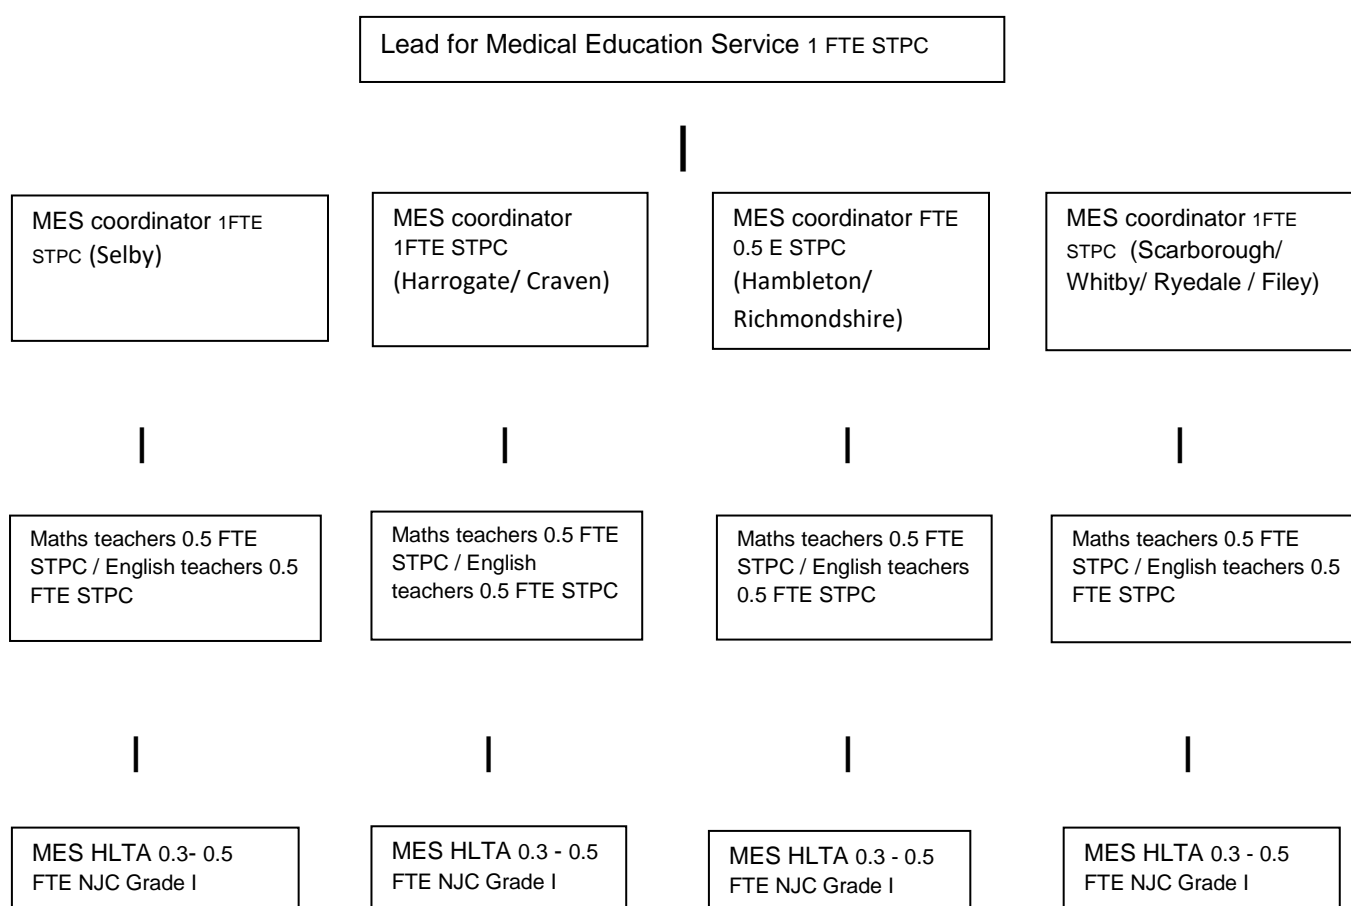 Lead for Medical Education Service 1 FTE STPC
MES coordinator 1FTE
STPC (Selby)
MES coordinator
1FTE STPC
(Harrogate/ Craven)
MES coordinator FTE
0.5 E STPC
(Hambleton/
Richmondshire)
MES coordinator 1FTE
STPC (Scarborough/
Whitby/ Ryedale / Filey)
Maths teachers 0.5 FTE
STPC / English teachers 0.5
FTE STPC
Maths teachers 0.5 FTE
STPC / English
teachers 0.5 FTE STPC
Maths teachers 0.5 FTE
STPC / English teachers
0.5 FTE STPC
Maths teachers 0.5 FTE
STPC / English teachers 0.5
FTE STPC
MES HLTA 0.3- 0.5
FTE NJC Grade I
MES HLTA 0.3 - 0.5
FTE NJC Grade I
MES HLTA 0.3 - 0.5
FTE NJC Grade I
MES HLTA 0.3 - 0.5
FTE NJC Grade I